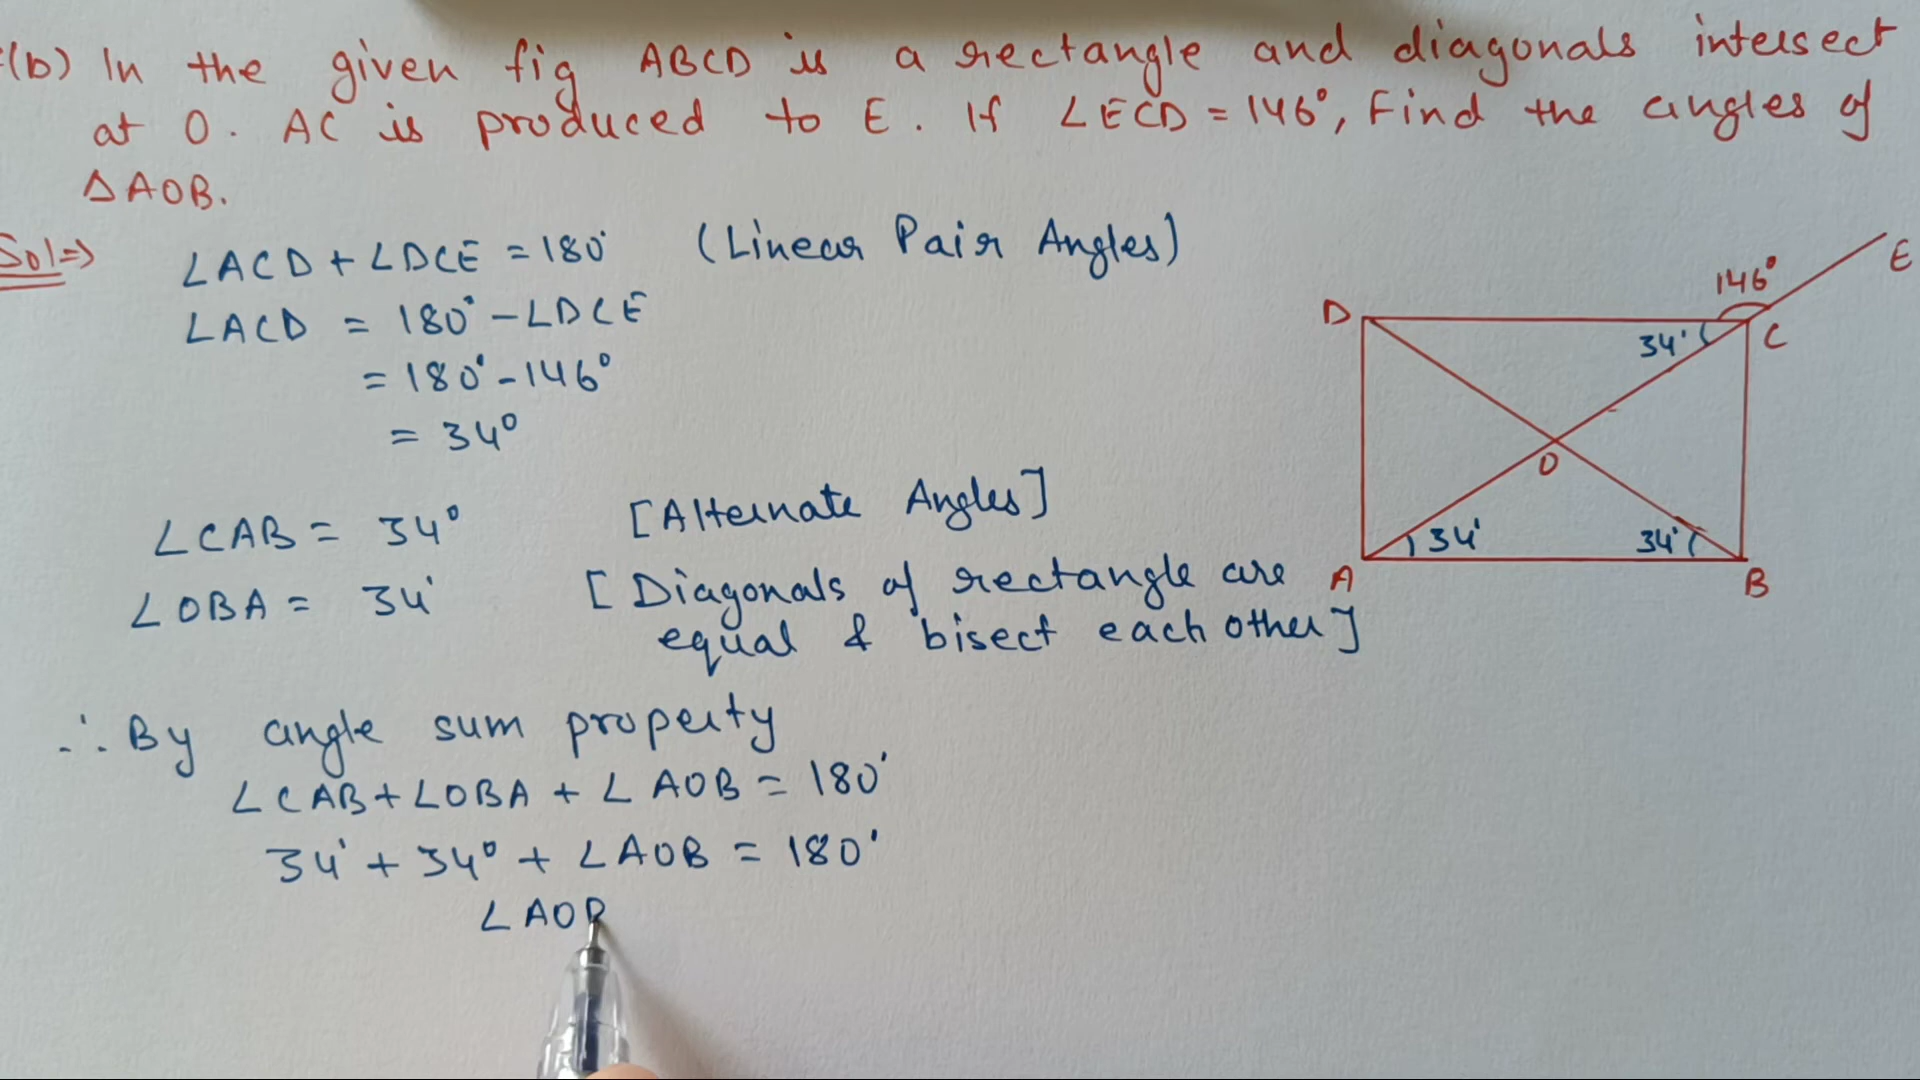 (b) In the given fig ABCD is a rectangle and diagonals intersect
at O. AC is produced to E. If ∠ECD = 146°, Find the angles of
△AOB.
Sol⇒ ∠ACD + ∠DCE = 180° (Linear Pair Angles)
∠ACD = 180° - ∠DCE
= 180° - 146°
= 34°
∠CAB = 34° [Alternate Angles]
∠OBA = 34° [Diagonals of rectangle are
equal & bisect each other]
∴ By angle sum property
∠CAB + ∠OBA + ∠AOB = 180°
34° + 34° + ∠AOB = 180°
∠AOB
E
146°
D
34°
C
O
34°
34°
A
B